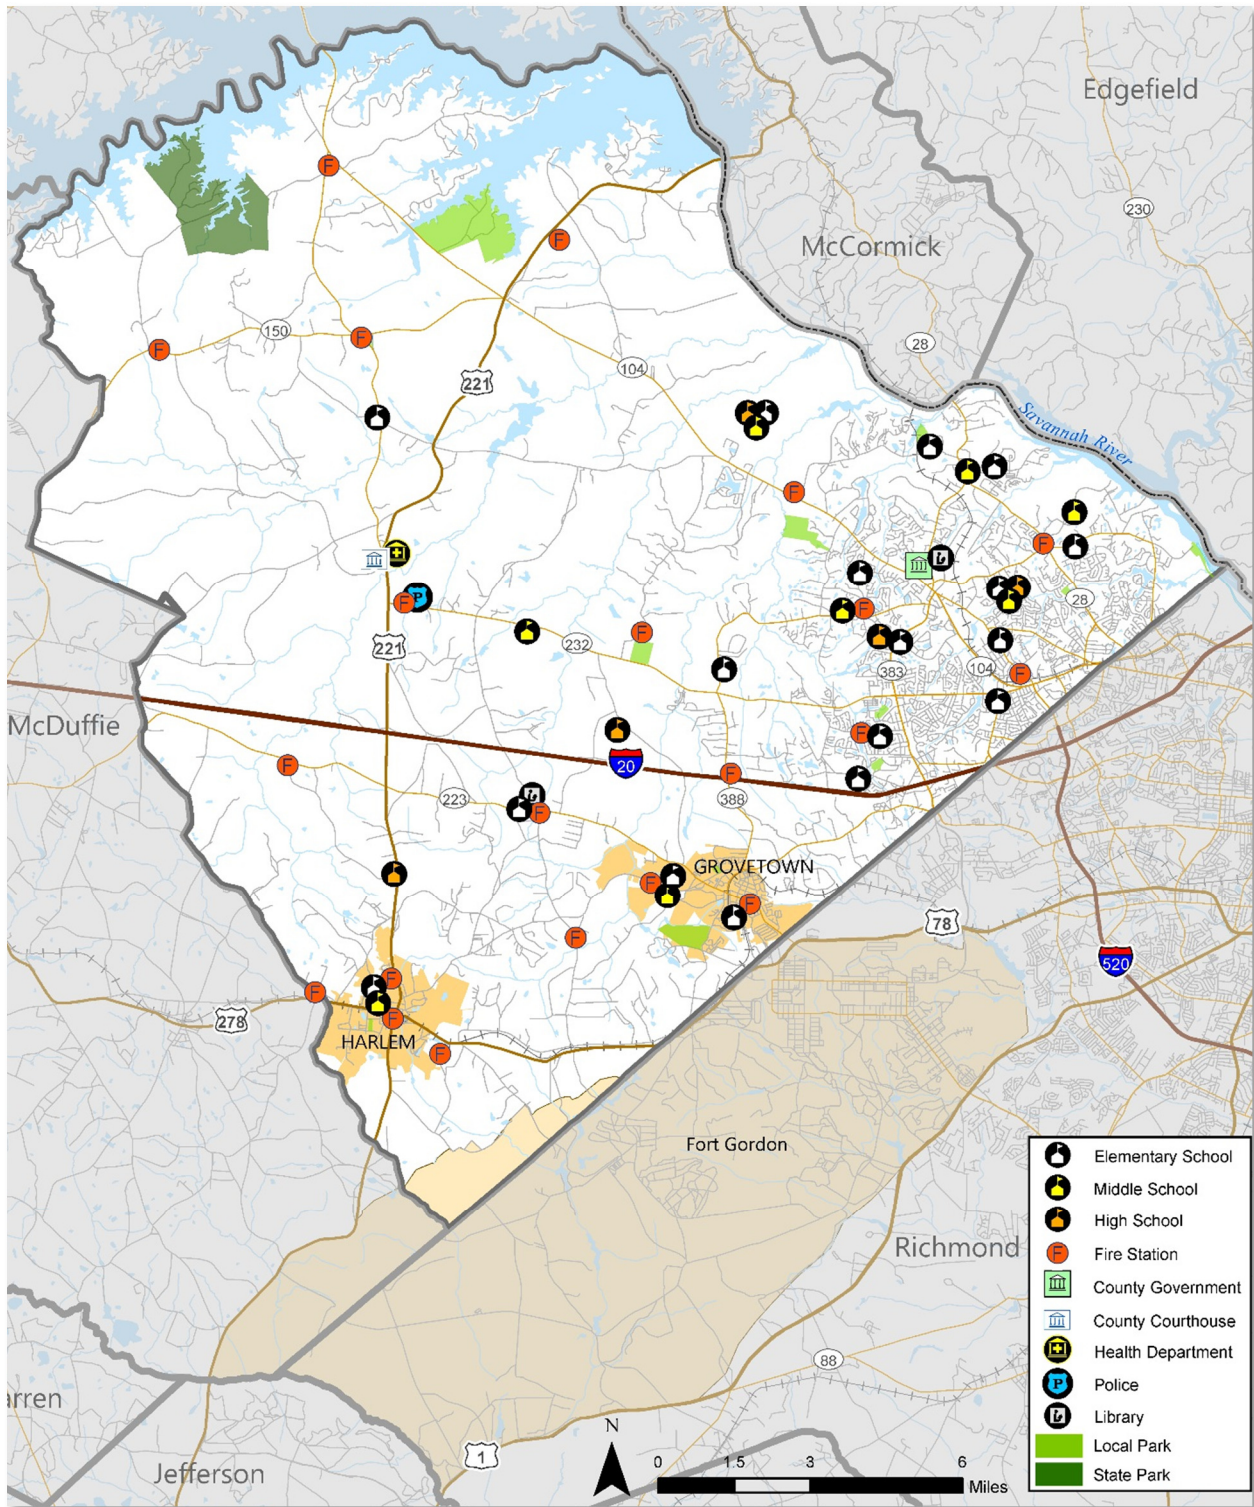 Edgefield
230
McCormick
28
150
104
221
Savannah River
F
F
F
F
F
F
28
P
F
F
F
232
221
383
104
F
McDuffie
F
20
F
F
223
388
F
GROVETOWN
F
F
78
F
520
F
F
278
F
HARLEM
F
Fort Gordon
Richmond
88
arren
1
Jefferson
N
0
1.5
3
6
Miles
Elementary School
Middle School
High School
F
Fire Station
County Government
County Courthouse
Health Department
P
Police
L
Library
Local Park
State Park